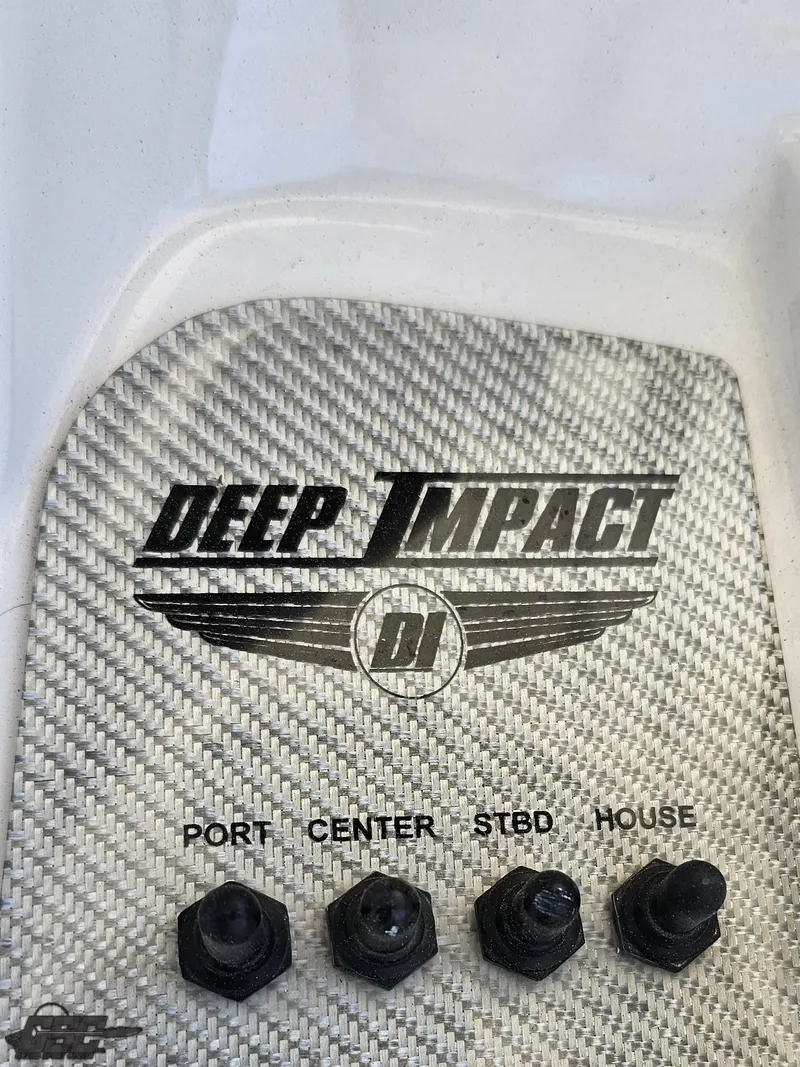 DEEP IMPACT
DI
PORT CENTER STBD HOUSE